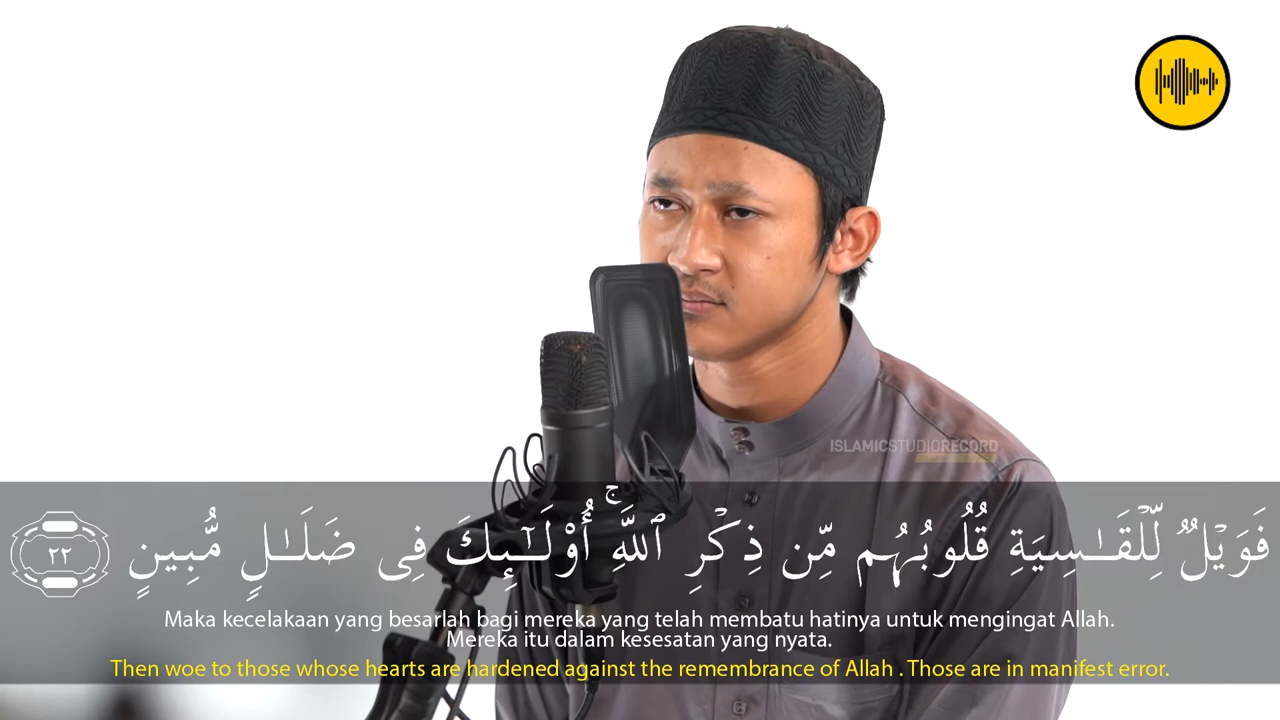 ISLAMICSTUDIORECORD
فَوَيْلٌ لِّلْقَـٰسِيَةِ قُلُوبُهُم مِّن ذِكْرِ ٱللَّهِ ۚ أُو۟لَـٰٓئِكَ فِى ضَلَـٰلٍ مُّبِينٍ ٢٢
Maka kecelakaan yang besarlah bagi mereka yang telah membatu hatinya untuk mengingat Allah.
Mereka itu dalam kesesatan yang nyata.
Then woe to those whose hearts are hardened against the remembrance of Allah . Those are in manifest error.